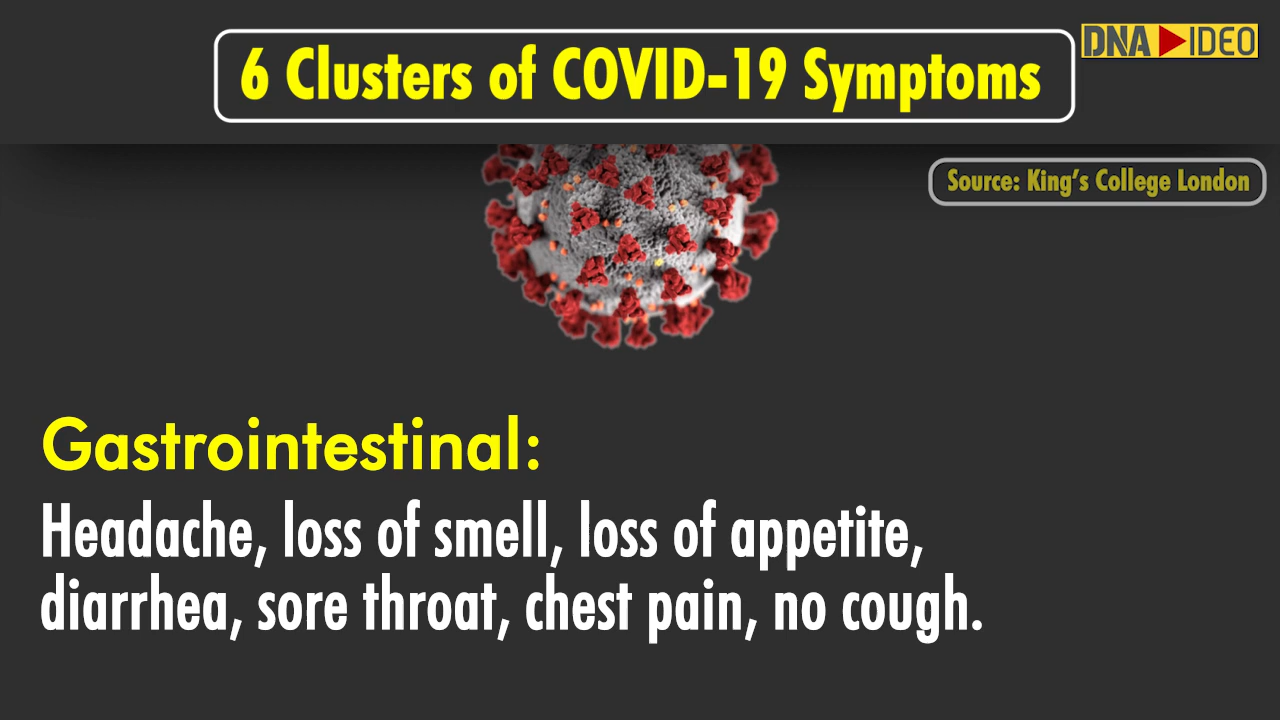 6 Clusters of COVID-19 Symptoms
DNA VIDEO
Source: King's College London
Gastrointestinal:
Headache, loss of smell, loss of appetite,
diarrhea, sore throat, chest pain, no cough.